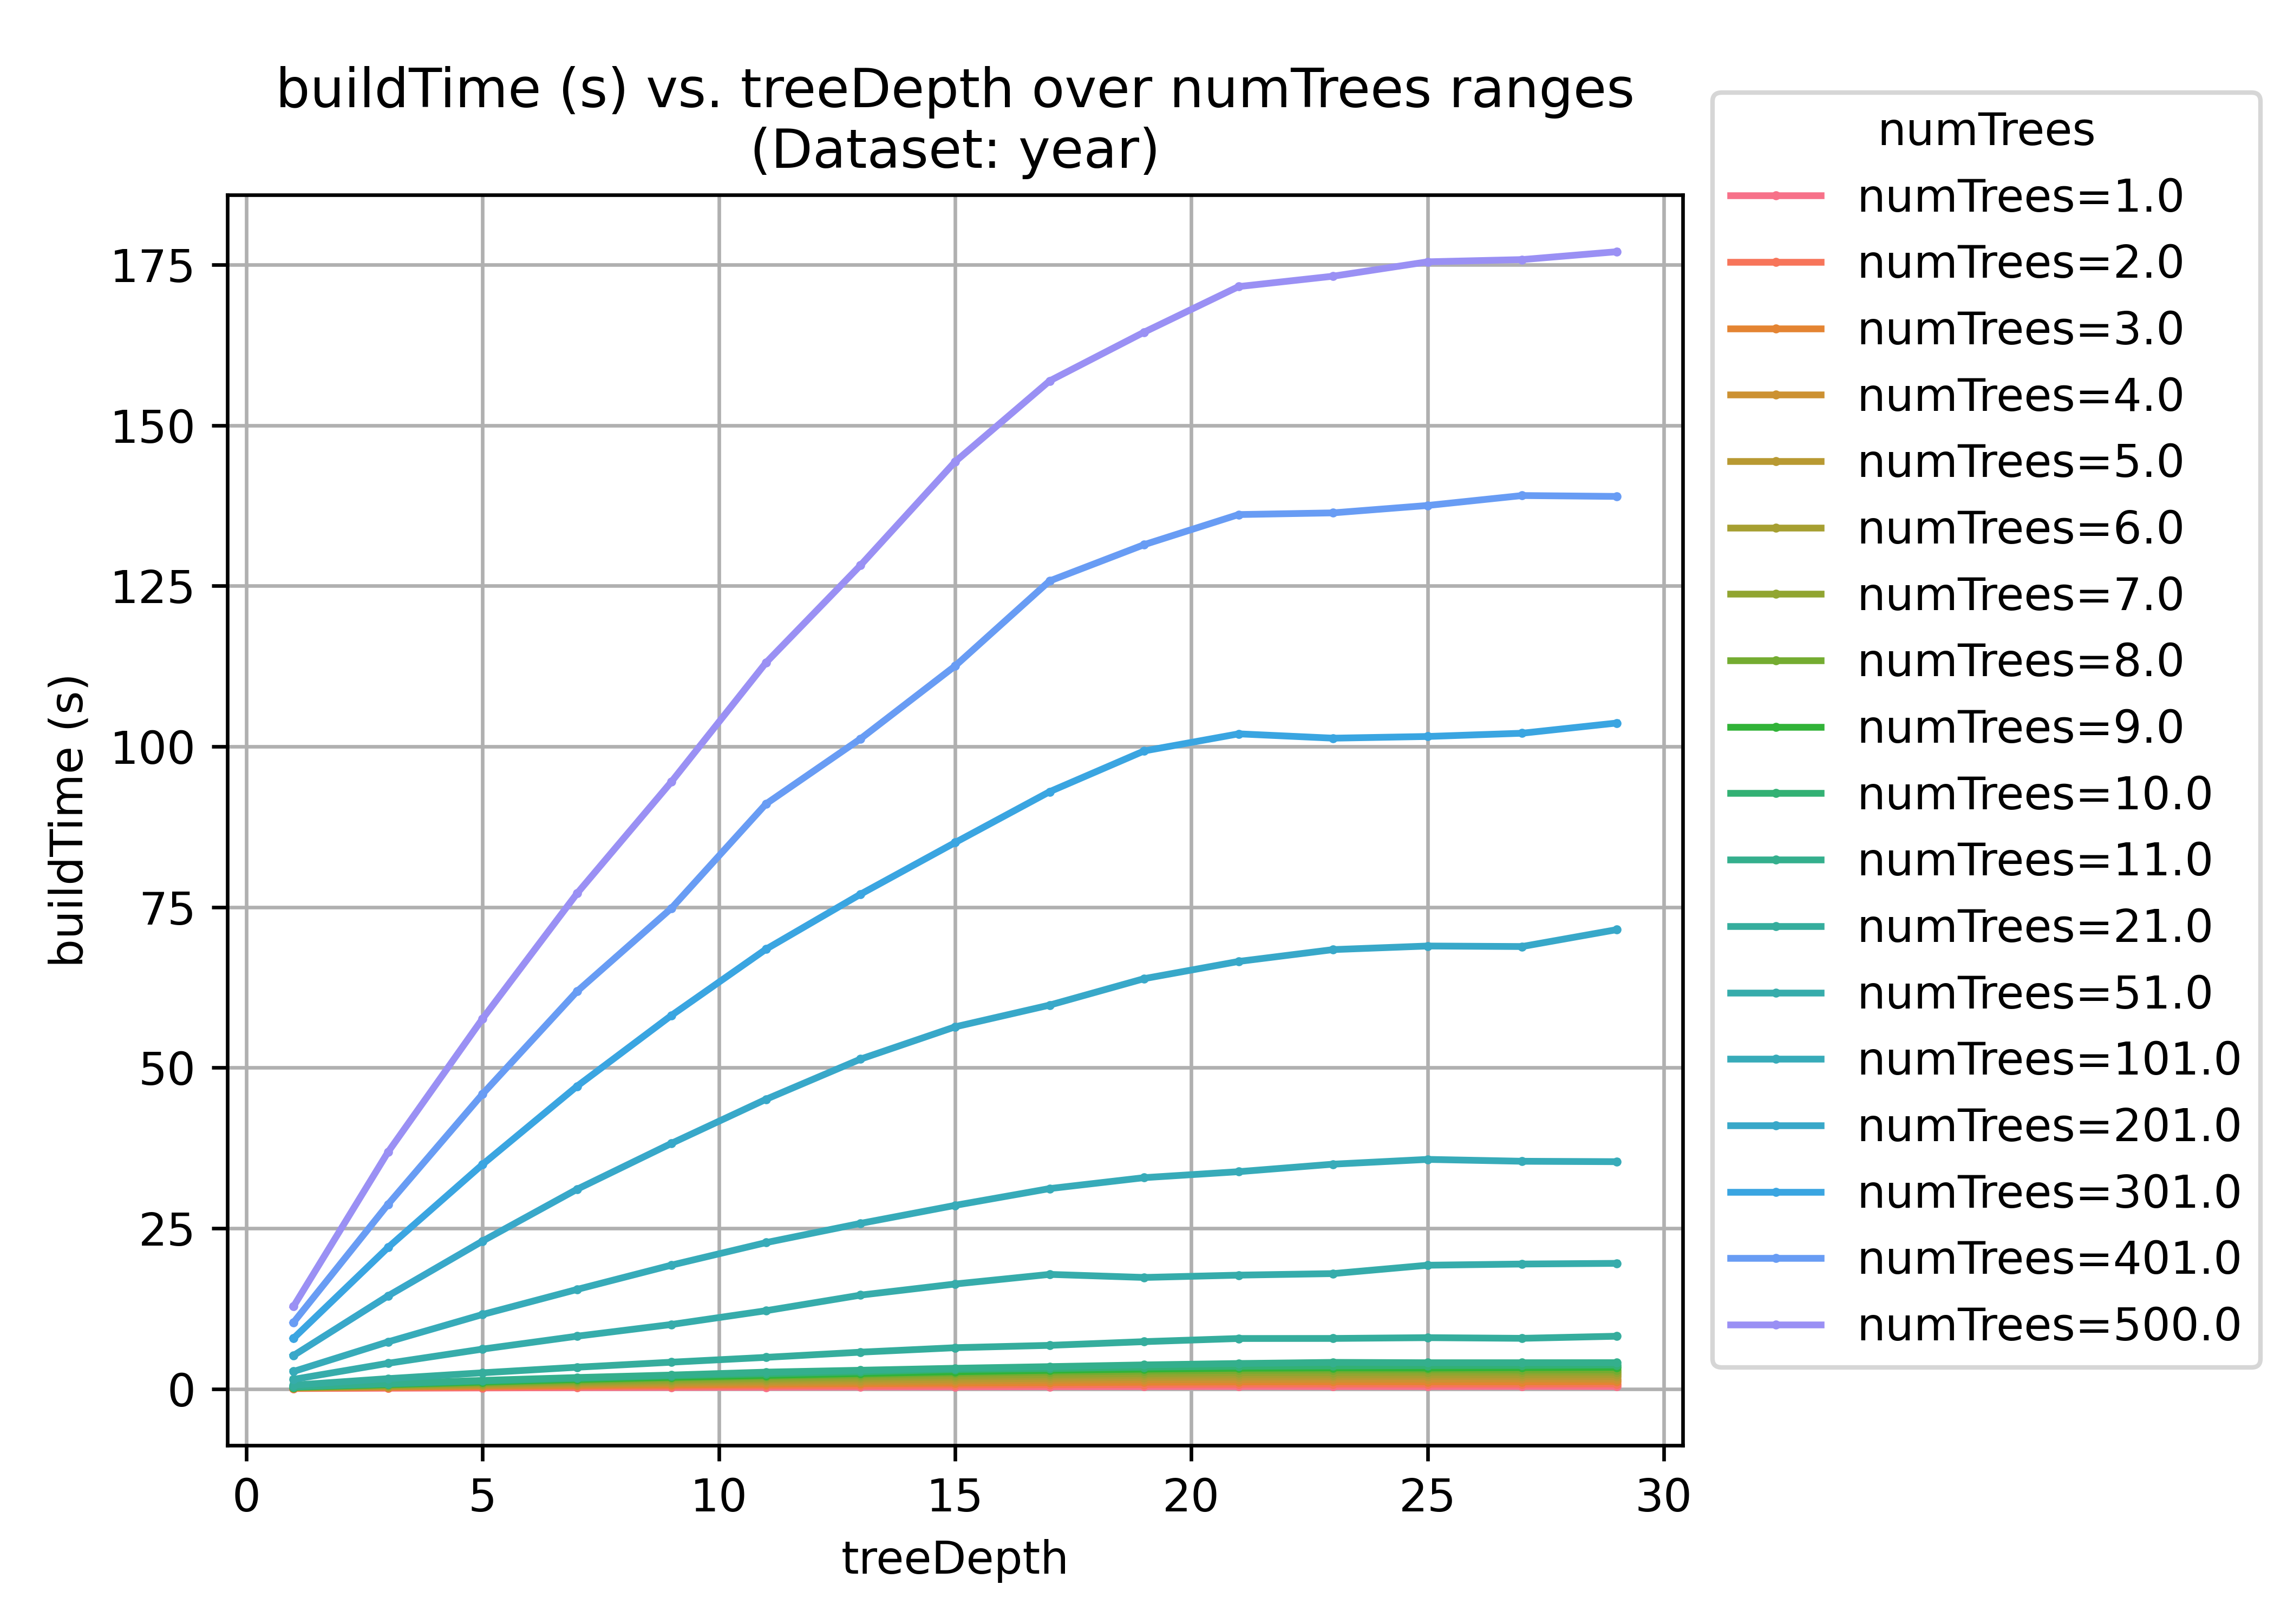 buildTime (s) vs. treeDepth over numTrees ranges
(Dataset: year)
buildTime (s)
175
150
125
100
75
50
25
0
0 5 10 15 20 25 30
treeDepth
numTrees
numTrees=1.0
numTrees=2.0
numTrees=3.0
numTrees=4.0
numTrees=5.0
numTrees=6.0
numTrees=7.0
numTrees=8.0
numTrees=9.0
numTrees=10.0
numTrees=11.0
numTrees=21.0
numTrees=51.0
numTrees=101.0
numTrees=201.0
numTrees=301.0
numTrees=401.0
numTrees=500.0